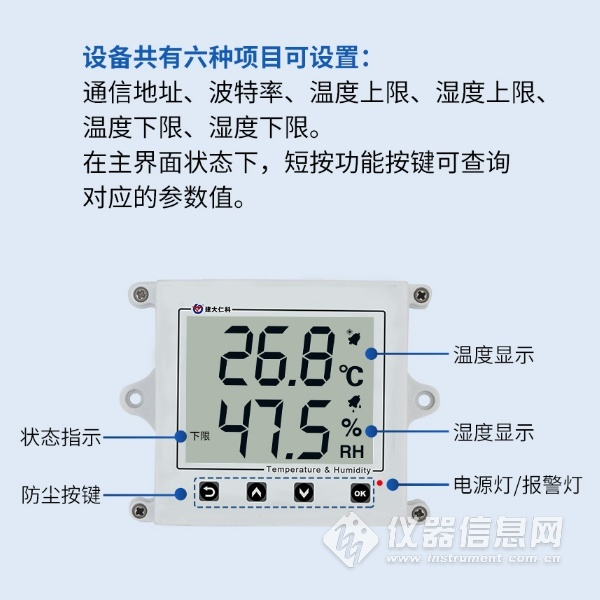 设备共有六种项目可设置：
通信地址、波特率、温度上限、湿度上限、
温度下限、湿度下限。
在主界面状态下，短按功能按键可查询
对应的参数值。
建大仁科
26.8 ℃
温度显示
状态指示
下限
47.5 % RH
湿度显示
Temperature & Humidity
防尘按键
OK
电源灯/报警灯
仪器信息网
www.instrument.com.cn